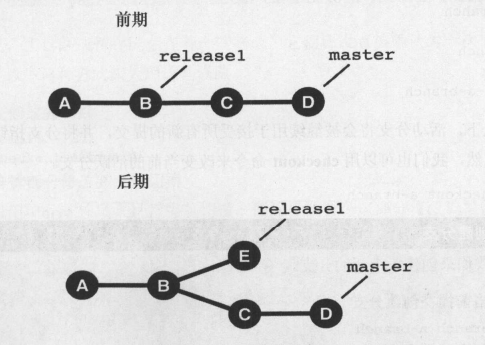 前期
release1
master
A B C D
后期
release1
E
master
A B
C D